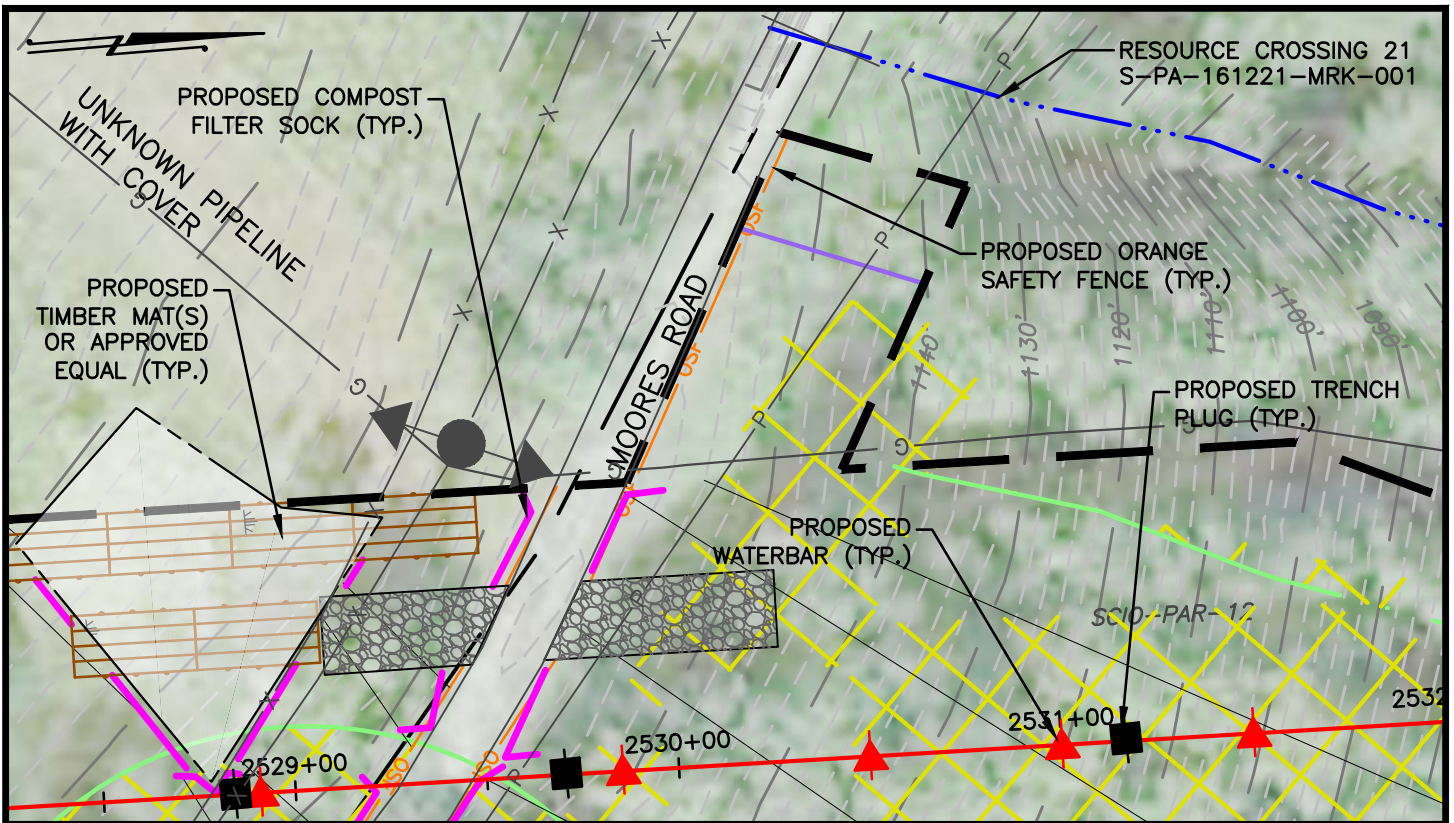 RESOURCE CROSSING 21
S-PA-161221-MRK-001
PROPOSED COMPOST
FILTER SOCK (TYP.)
UNKNOWN PIPELINE
WITH COVER
PROPOSED ORANGE
SAFETY FENCE (TYP.)
PROPOSED
TIMBER MAT(S)
OR APPROVED
EQUAL (TYP.)
MOORES ROAD
OSF
OSF
1140'
1130'
1120'
1110'
1100'
1090'
PROPOSED TRENCH
PLUG (TYP.)
PROPOSED
WATERBAR (TYP.)
SCIO-PAR-12
2529+00
2530+00
2531+00
2532
X
X
X
X
X
P
P
P
P
G
G
G
G
G